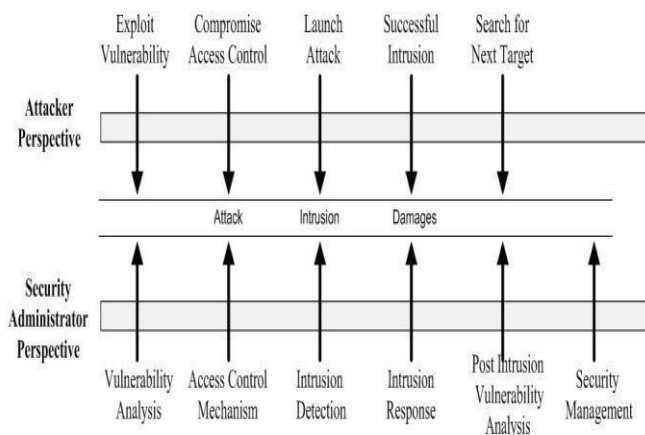 Exploit
Vulnerability
Compromise
Access Control
Launch
Attack
Successful
Intrusion
Search for
Next Target
Attacker
Perspective
Attack
Intrusion
Damages
Security
Administrator
Perspective
Vulnerability
Analysis
Access Control
Mechanism
Intrusion
Detection
Intrusion
Response
Post Intrusion
Vulnerability
Analysis
Security
Management